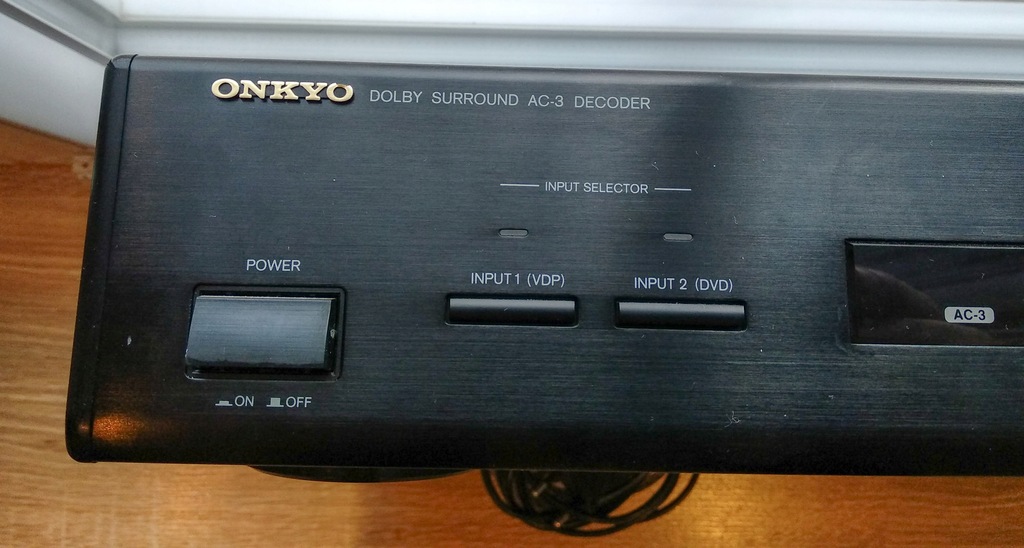 ONKYO DOLBY SURROUND AC-3 DECODER
INPUT SELECTOR
POWER
INPUT 1 (VDP) INPUT 2 (DVD)
AC-3
ON OFF